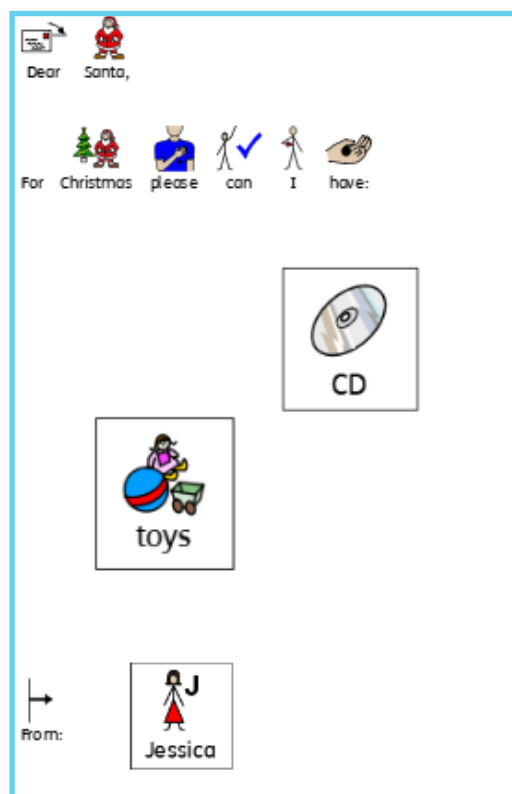 Dear Santa,
For Christmas please can I have:
CD
toys
From:
J
Jessica